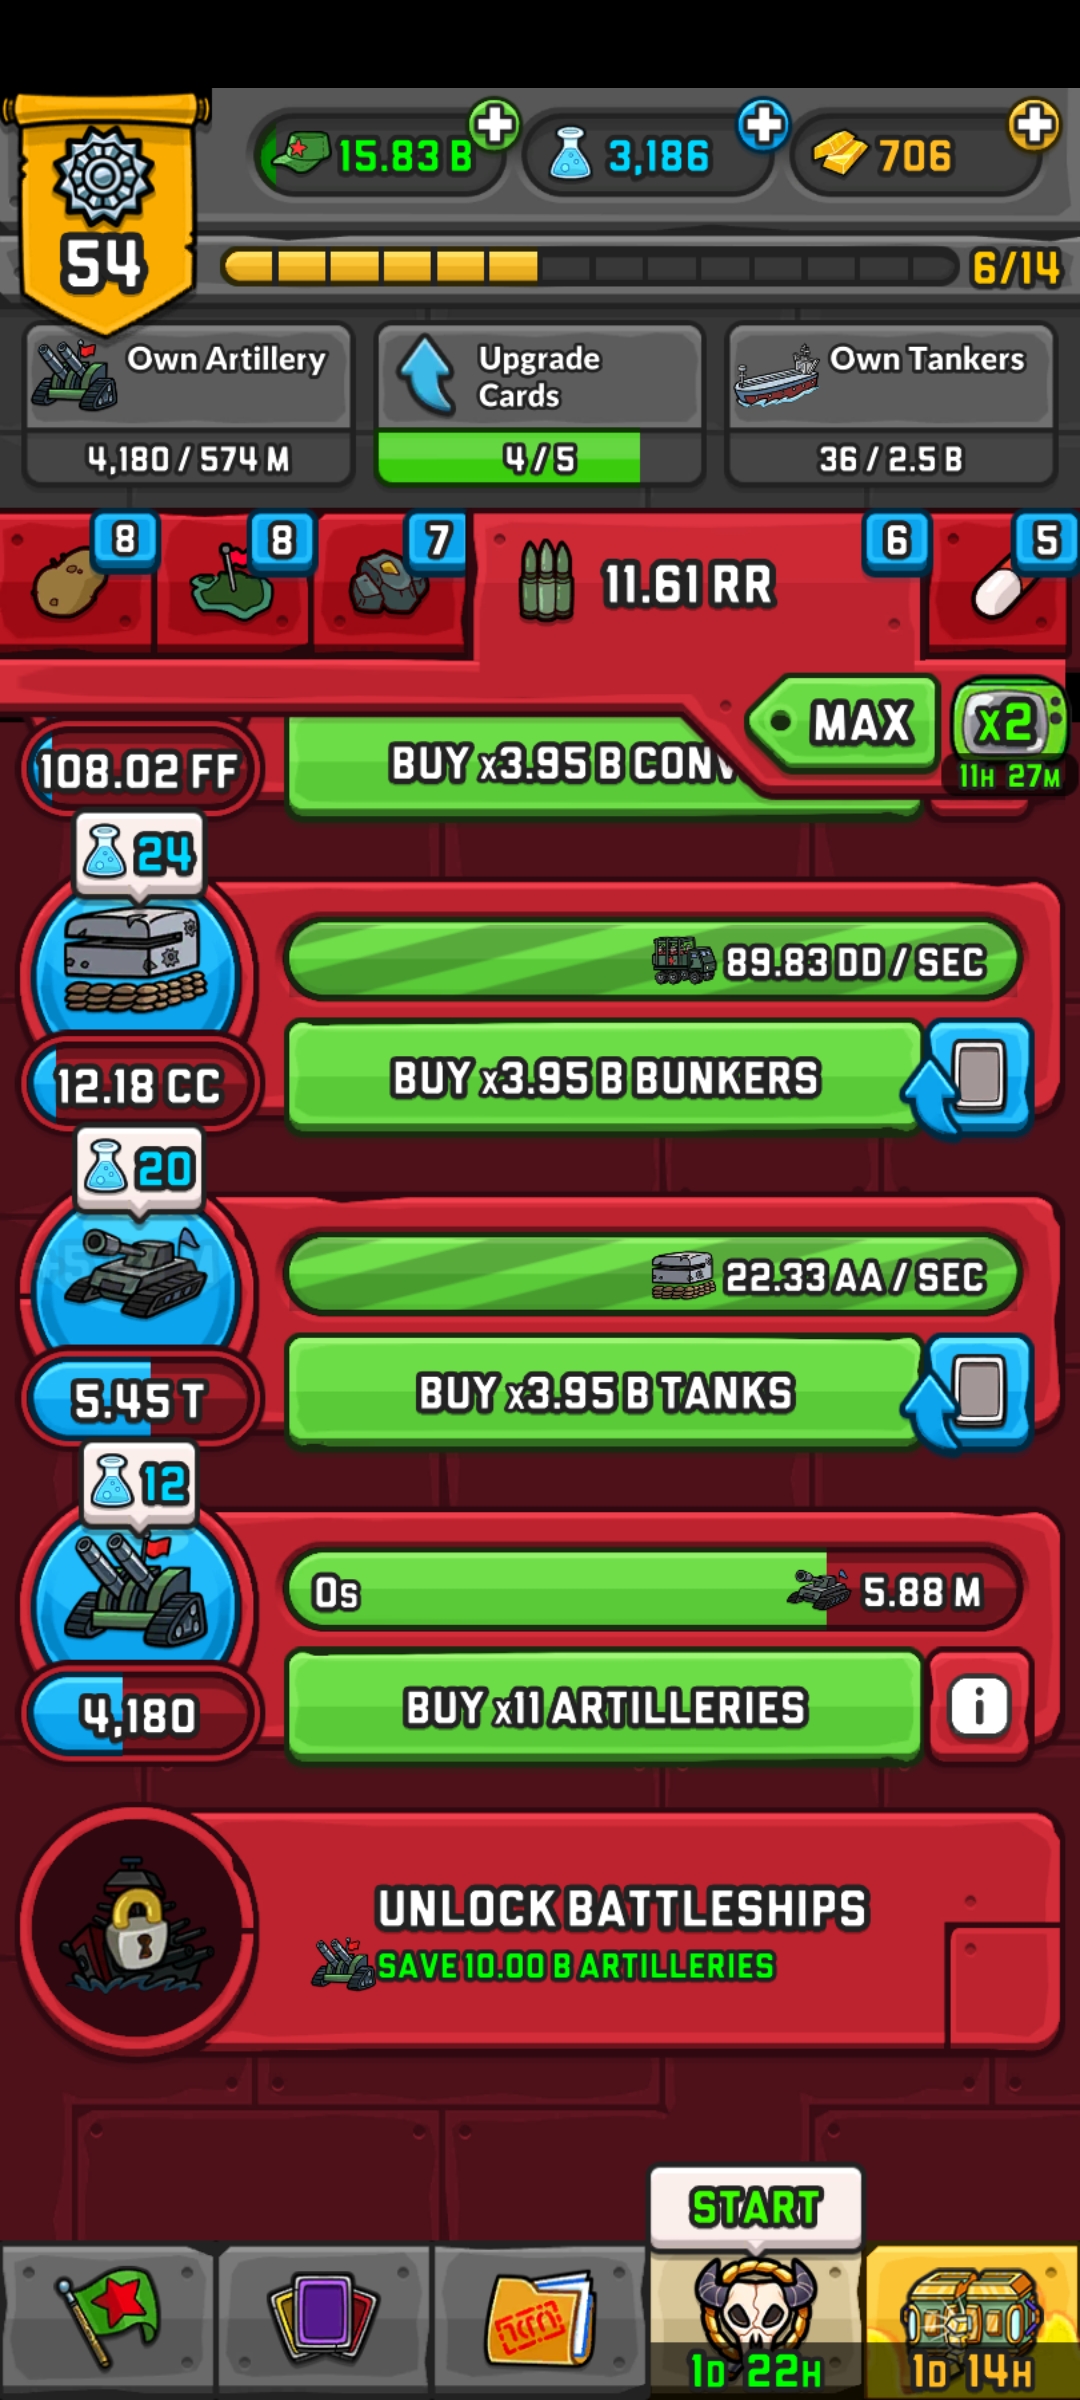 15.83 B
3,186
706
54
6/14
Own Artillery
4,180 / 574 M
Upgrade
Cards
4 / 5
Own Tankers
36 / 2.5 B
8
8
7
11.61 RR
6
5
MAX
x2
11H 27M
108.02 FF
BUY x3.95 B CONV
24
89.83 DD / SEC
12.18 CC
BUY x3.95 B BUNKERS
20
22.33 AA / SEC
5.45 T
BUY x3.95 B TANKS
12
0s
5.88 M
4,180
BUY x11 ARTILLERIES
i
UNLOCK BATTLESHIPS
SAVE 10.00 B ARTILLERIES
START
1D 22H
1D 14H